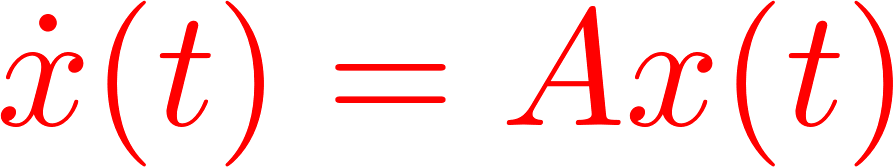 ẋ(t) = Ax(t)